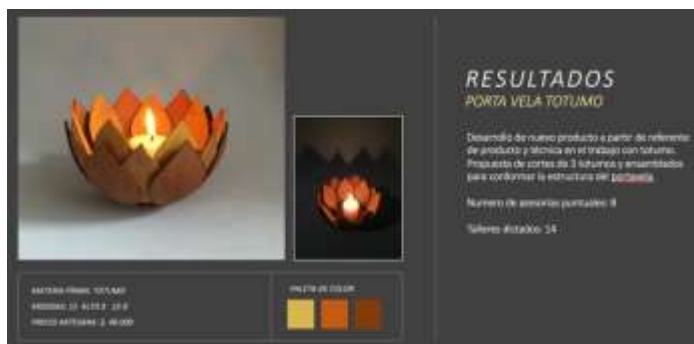 RESULTADOS
PORTA VELA TOTUMO
Desarrollo de nuevo producto a partir de referente
de producto y técnica en el trabajo con totumo.
Propuesta de cortes de 3 totumos y ensamblados
para conformar la estructura del portavela.
Numero de asesorias puntuales: 8
Talleres dictados: 14
MATERIA PRIMA: TOTUMO
PALETA DE COLOR